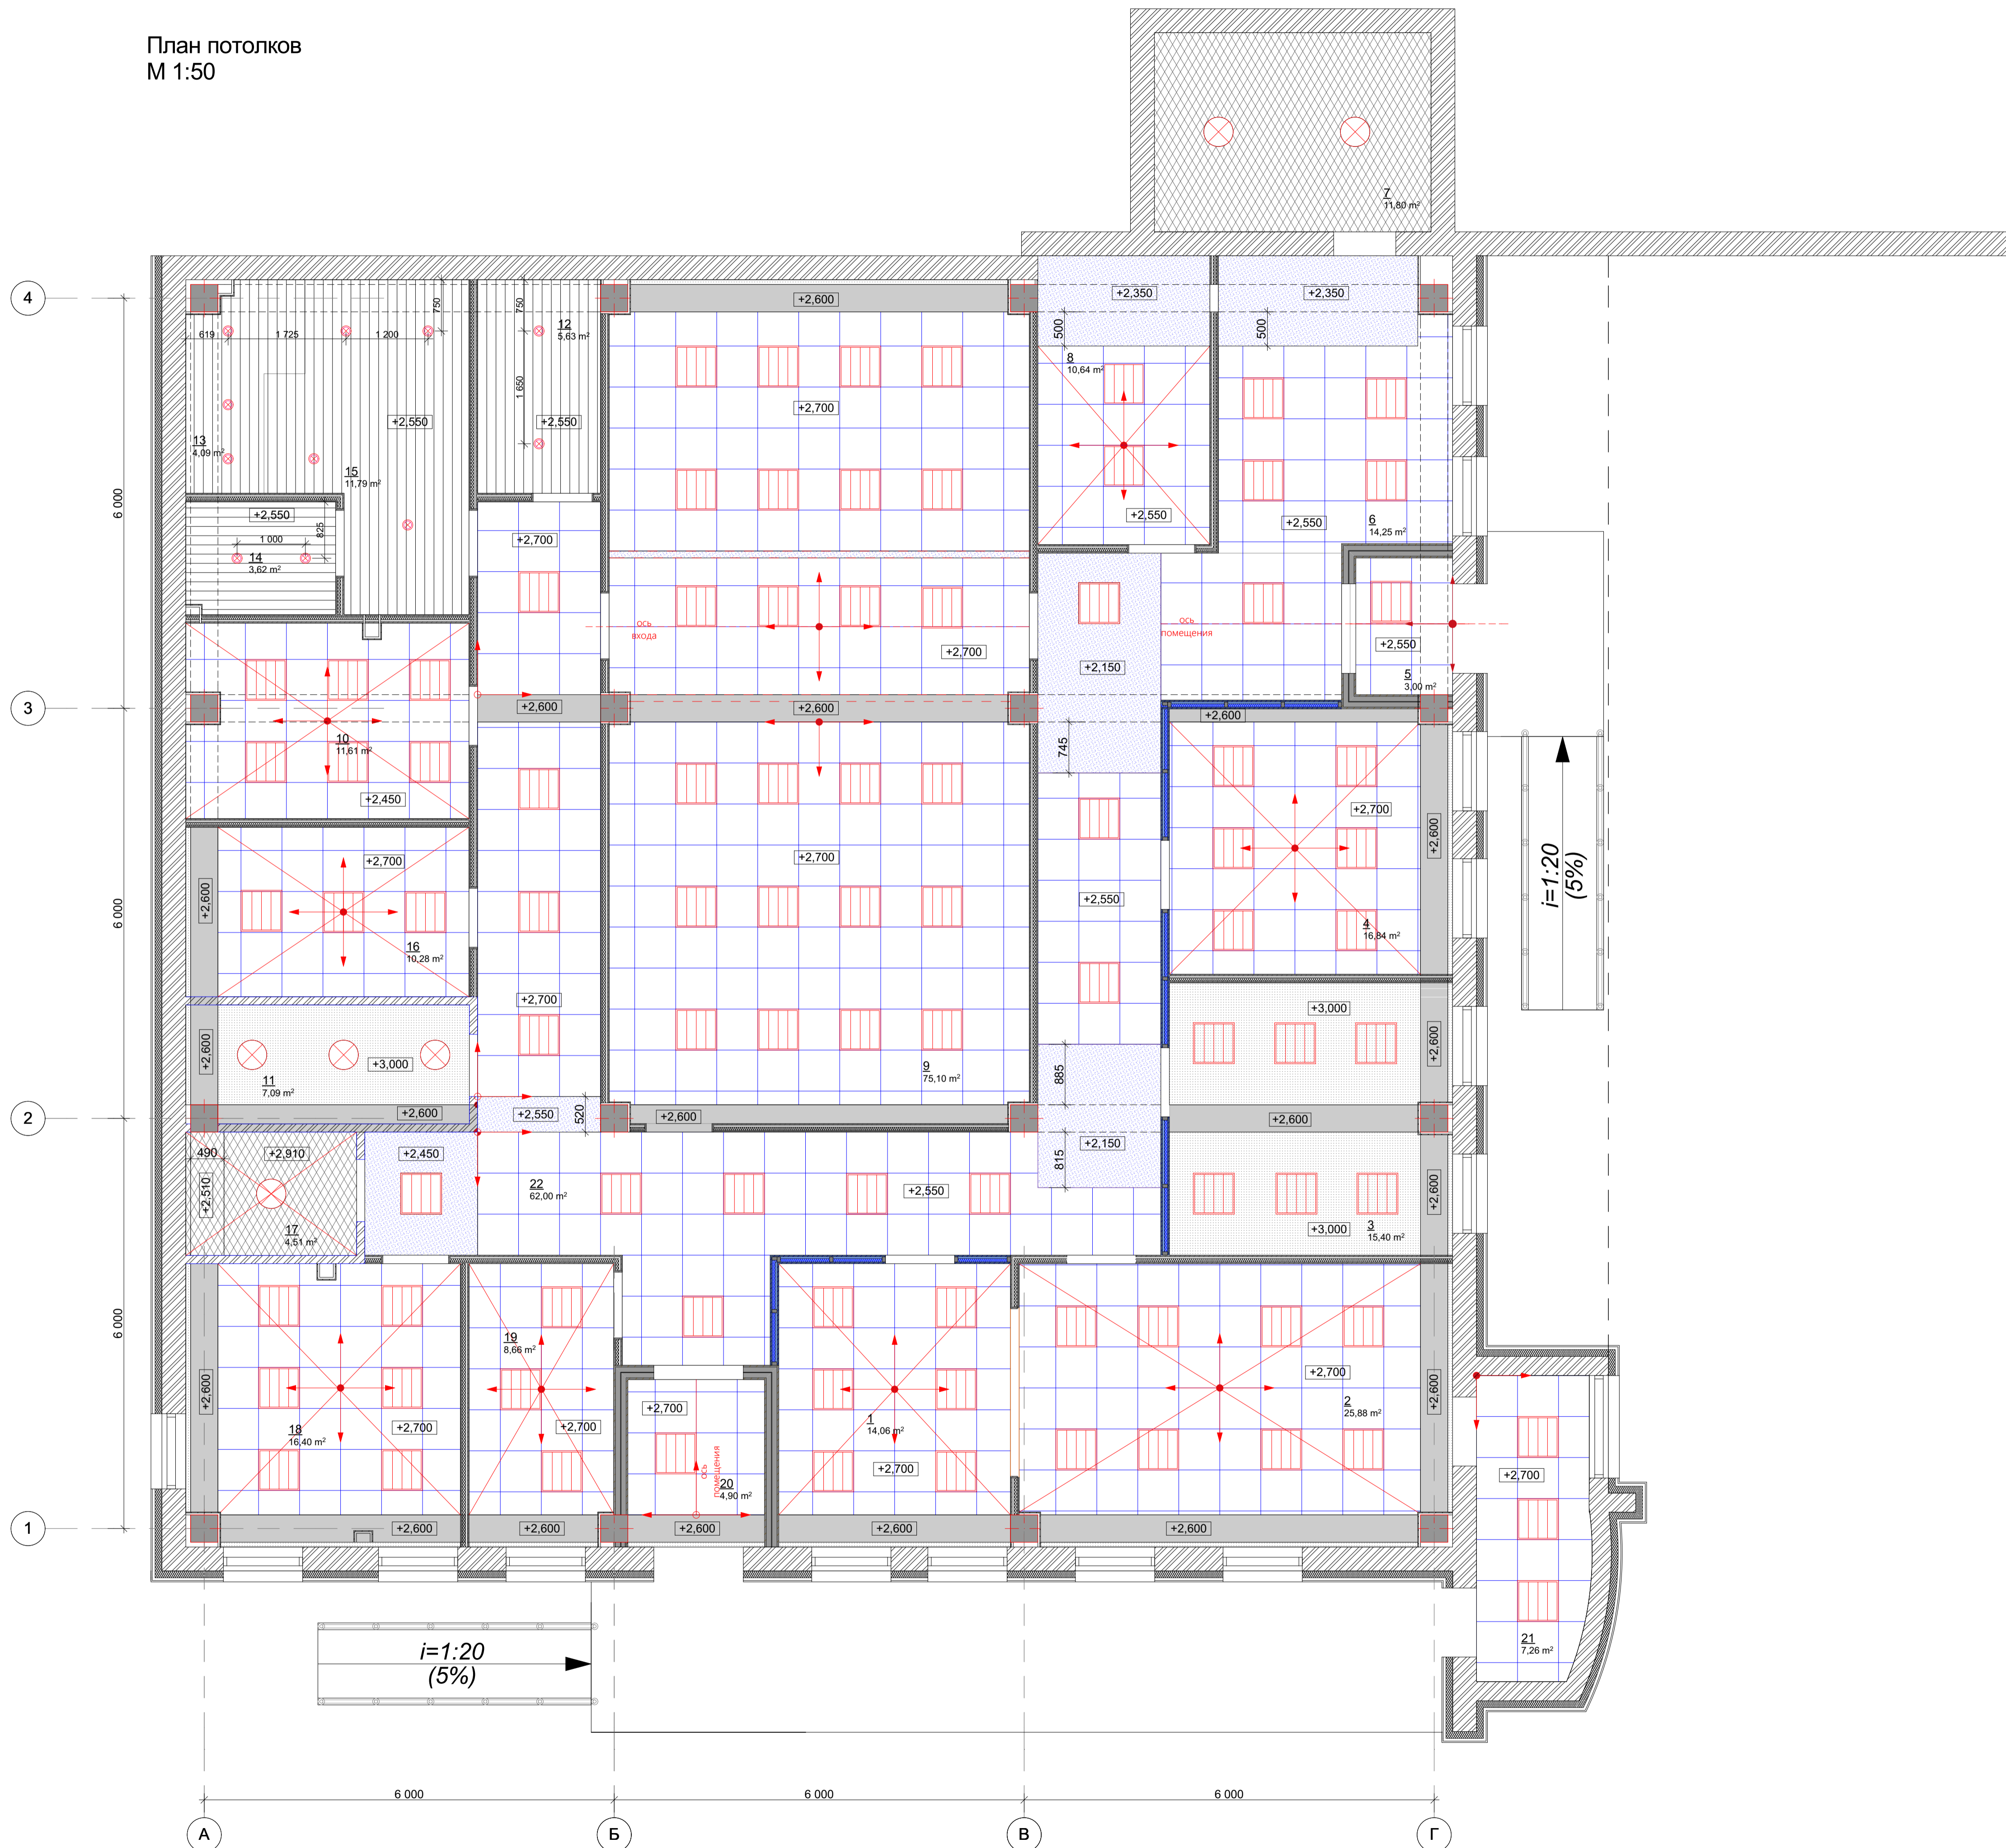 План потолков
М 1:50
7
11,80 m²
4
+2,600
+2,350
+2,350
750
750
12
5,63 m²
619
1 725
1 200
500
500
8
10,64 m²
1 650
+2,700
+2,550
+2,550
13
4,09 m²
15
11,79 m²
6 000
+2,550
825
+2,550
+2,550
6
14,25 m²
1 000
14
3,62 m²
+2,700
ось
входа
ось
помещения
+2,550
+2,700
+2,150
5
3,00 m²
3
+2,600
+2,600
+2,600
10
11,61 m²
745
+2,450
+2,700
+2,600
i=1:20
(5%)
+2,700
+2,700
+2,600
6 000
+2,550
4
16,84 m²
16
10,28 m²
+2,700
+3,000
+2,600
+2,600
+3,000
11
7,09 m²
9
75,10 m²
885
2
+2,600
+2,550
520
+2,600
+2,600
490
+2,910
+2,450
+2,150
815
+2,510
22
62,00 m²
+2,550
+2,600
17
4,51 m²
+3,000
3
15,40 m²
6 000
19
8,66 m²
+2,600
+2,700
+2,600
+2,700
2
25,88 m²
1
14,06 m²
18
16,40 m²
+2,700
+2,700
+2,700
ось
помещения
20
4,90 m²
+2,700
1
+2,600
+2,600
+2,600
+2,600
+2,600
21
7,26 m²
i=1:20
(5%)
6 000
6 000
6 000
А
Б
В
Г